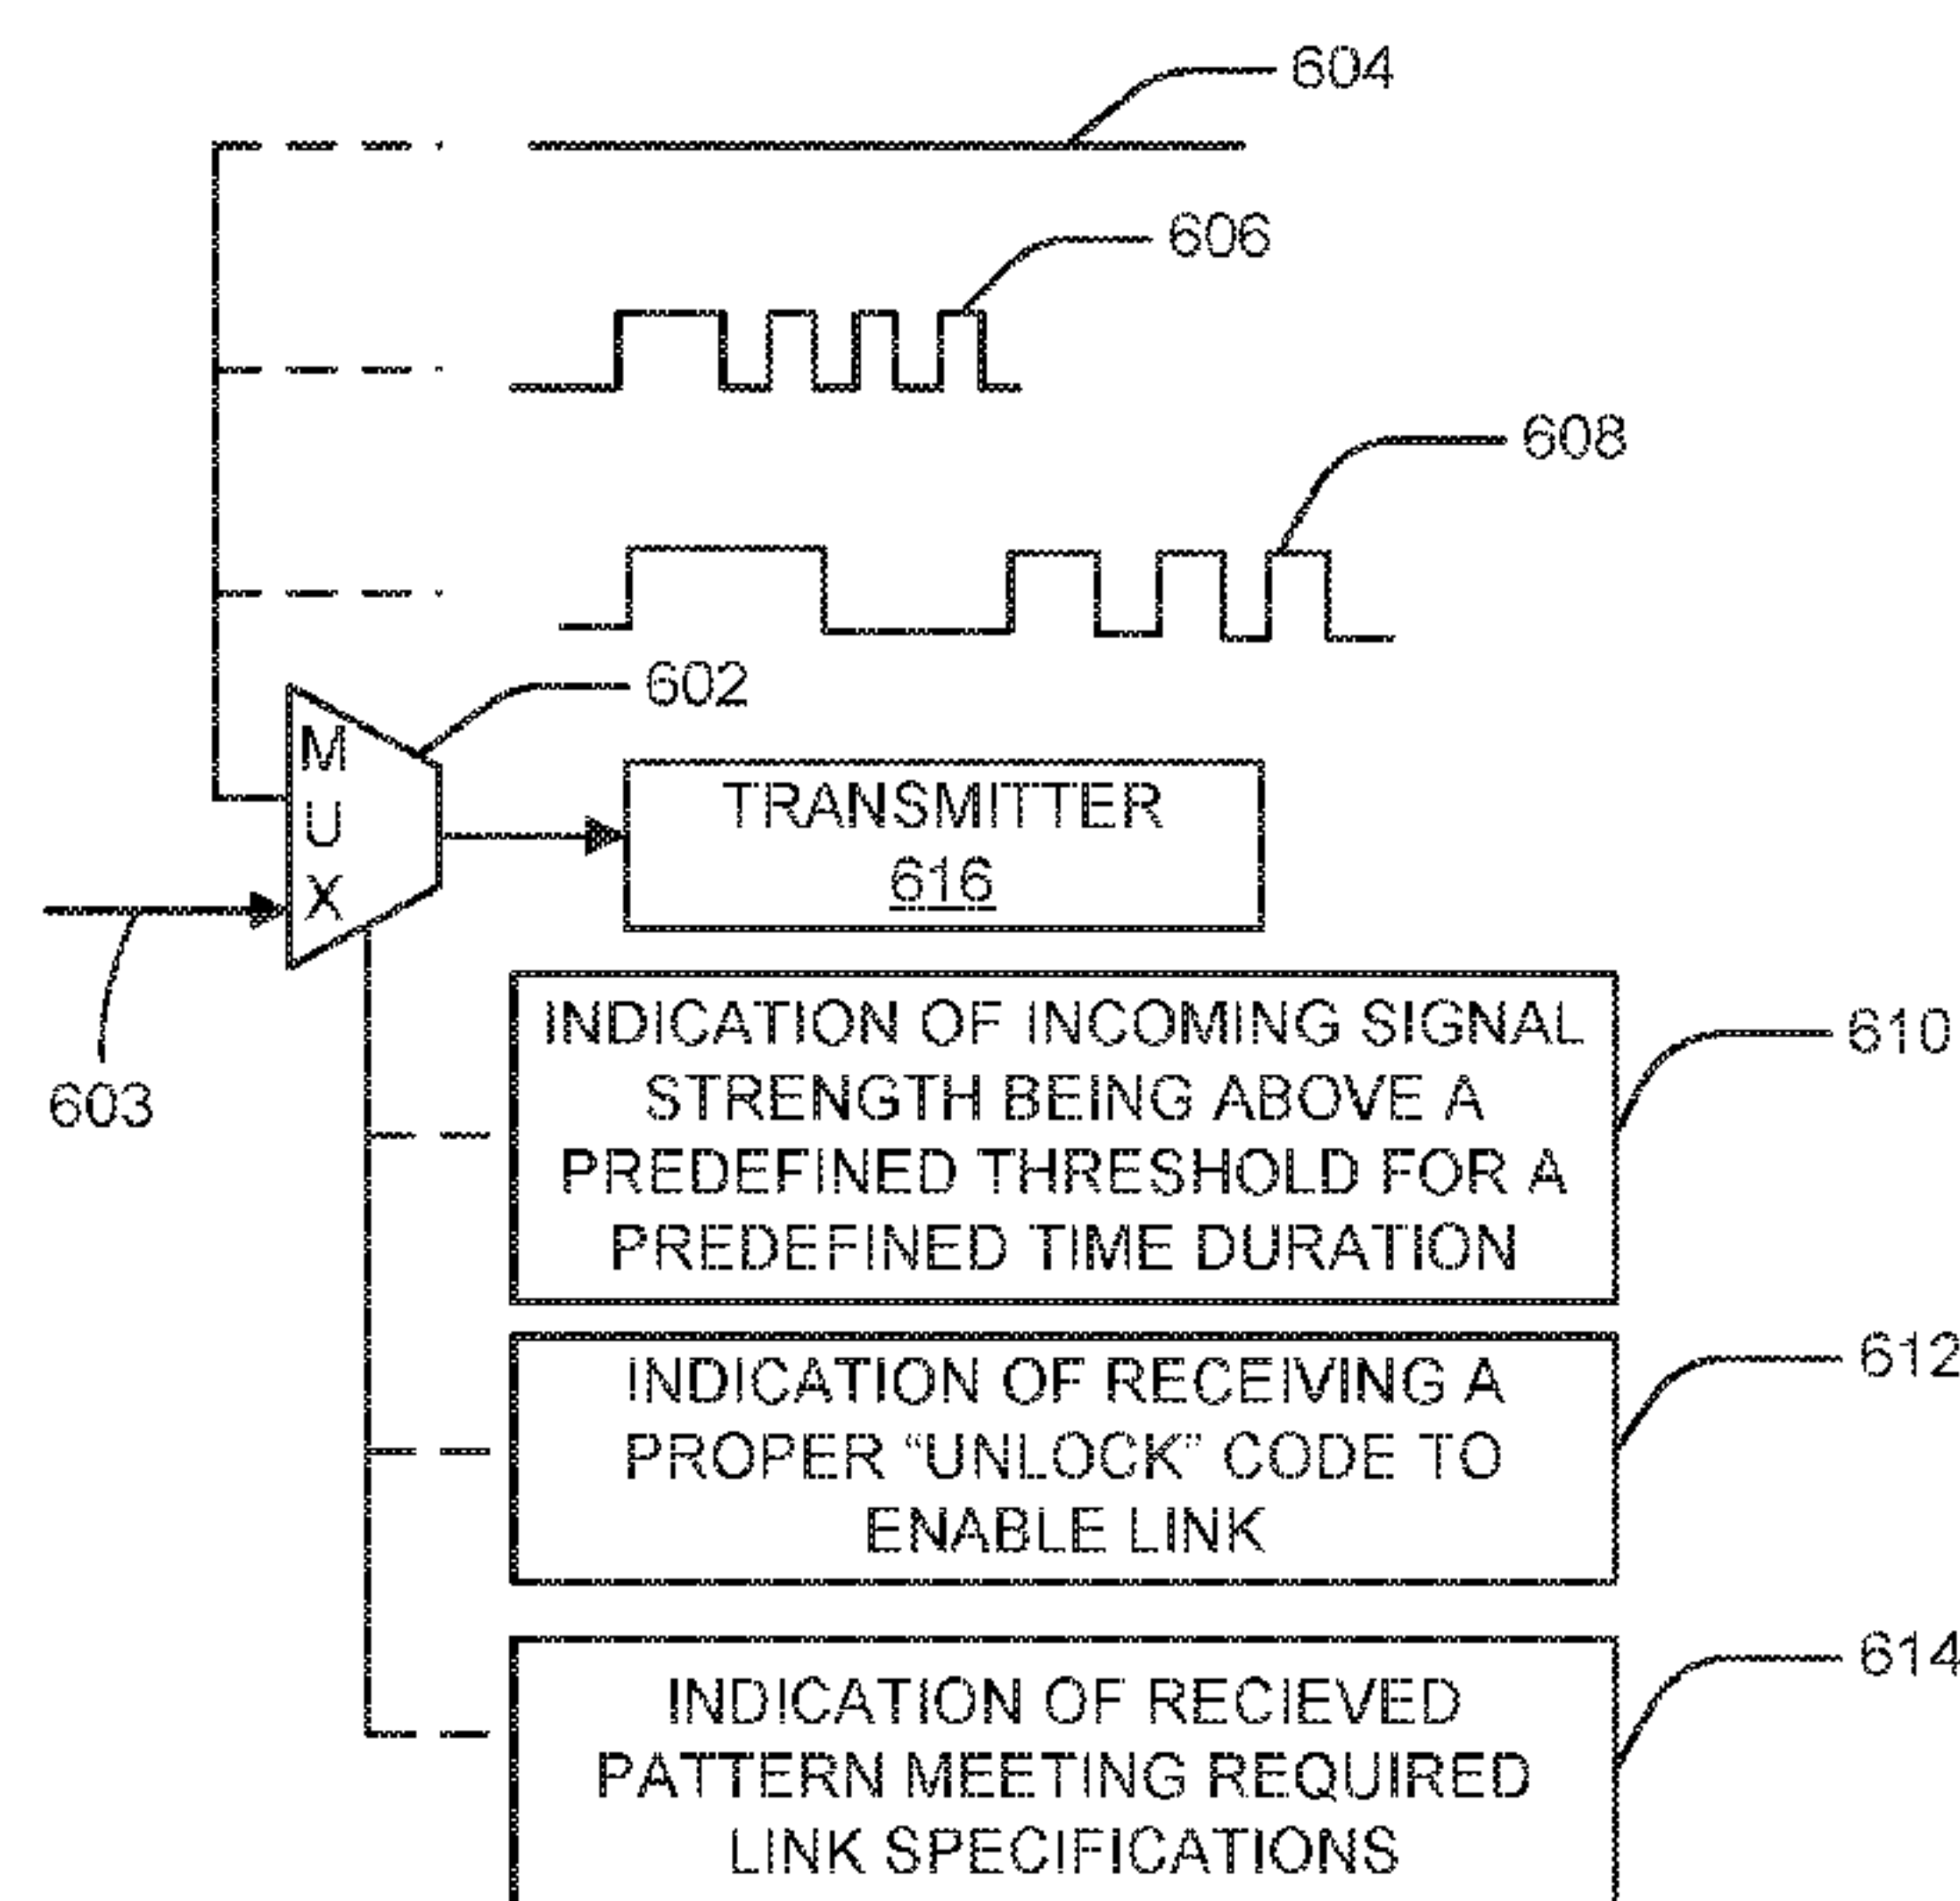 604
606
608
602
M
U
X
TRANSMITTER
616
603
INDICATION OF INCOMING SIGNAL
STRENGTH BEING ABOVE A
PREDEFINED THRESHOLD FOR A
PREDEFINED TIME DURATION
610
INDICATION OF RECEIVING A
PROPER “UNLOCK” CODE TO
ENABLE LINK
612
INDICATION OF RECIEVED
PATTERN MEETING REQUIRED
LINK SPECIFICATIONS
614